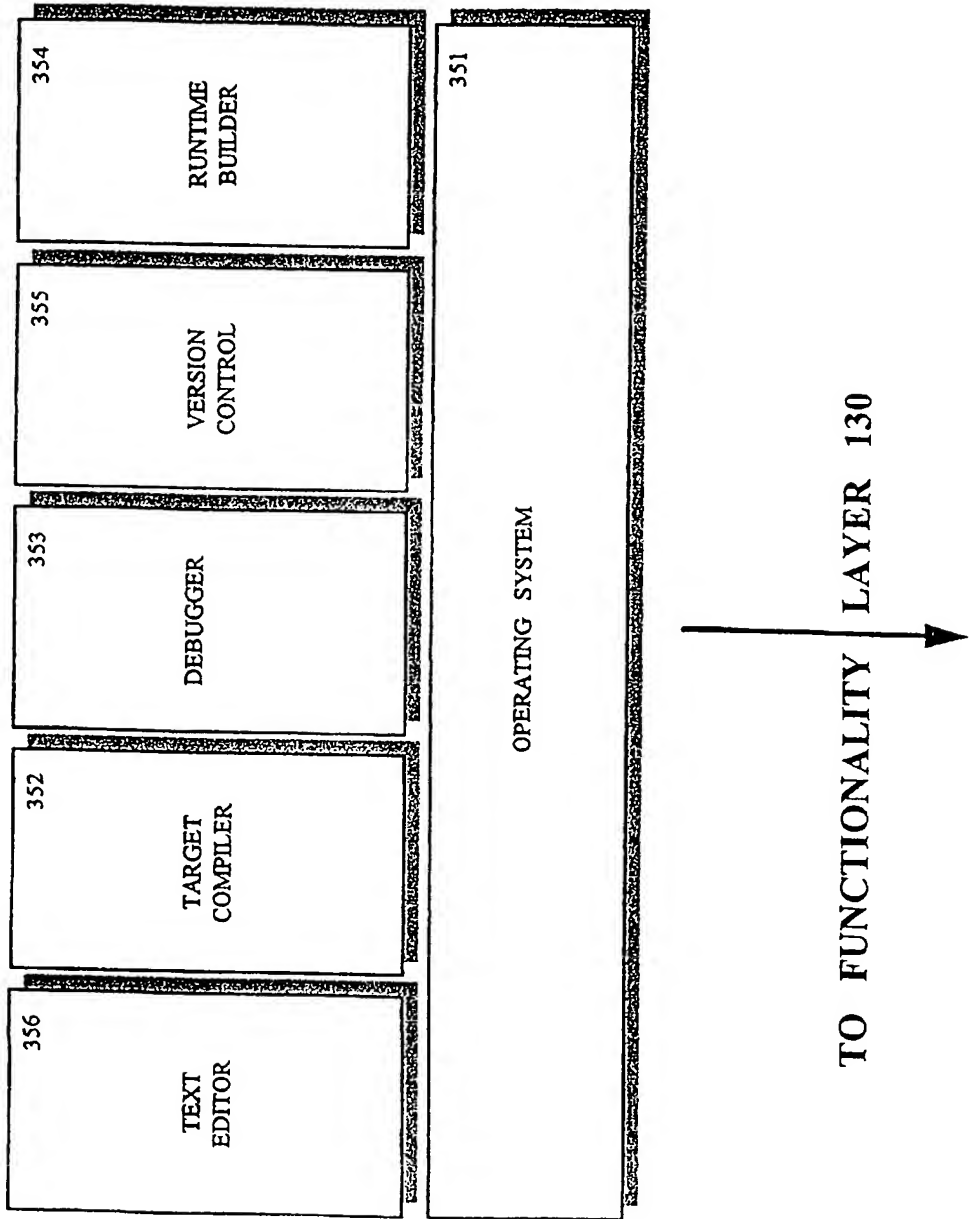 356
TEXT
EDITOR
352
TARGET
COMPILER
353
DEBUGGER
355
VERSION
CONTROL
354
RUNTIME
BUILDER
351
OPERATING SYSTEM
TO FUNCTIONALITY LAYER 130